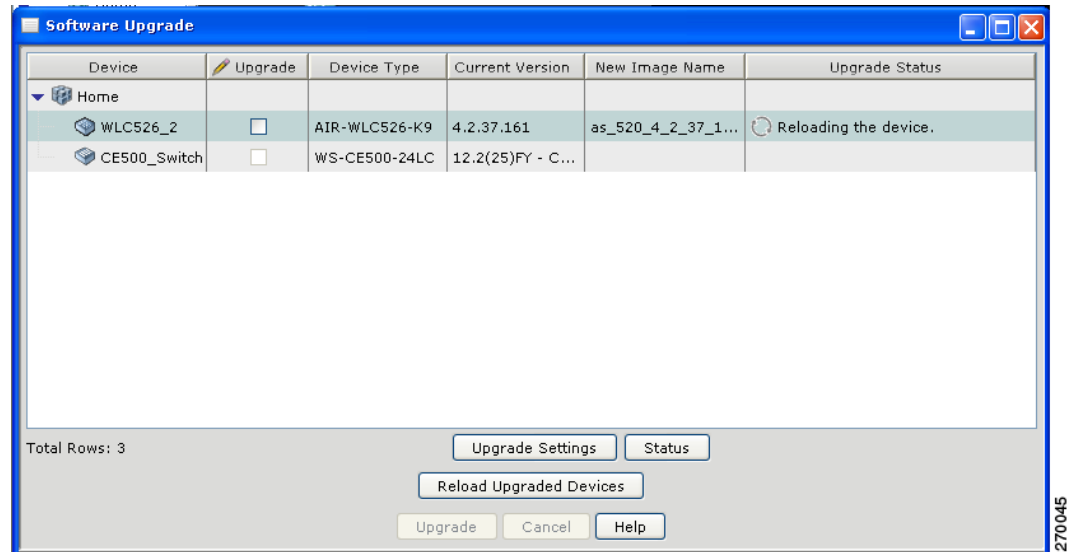 Software Upgrade
Device Upgrade Device Type Current Version New Image Name Upgrade Status
Home
WLC526_2 AIR-WLC526-K9 4.2.37.161 as_520_4_2_37_1... Reloading the device.
CE500_Switch WS-CE500-24LC 12.2(25)FY - C...
Total Rows: 3
Upgrade Settings Status
Reload Upgraded Devices
Upgrade Cancel Help
270045